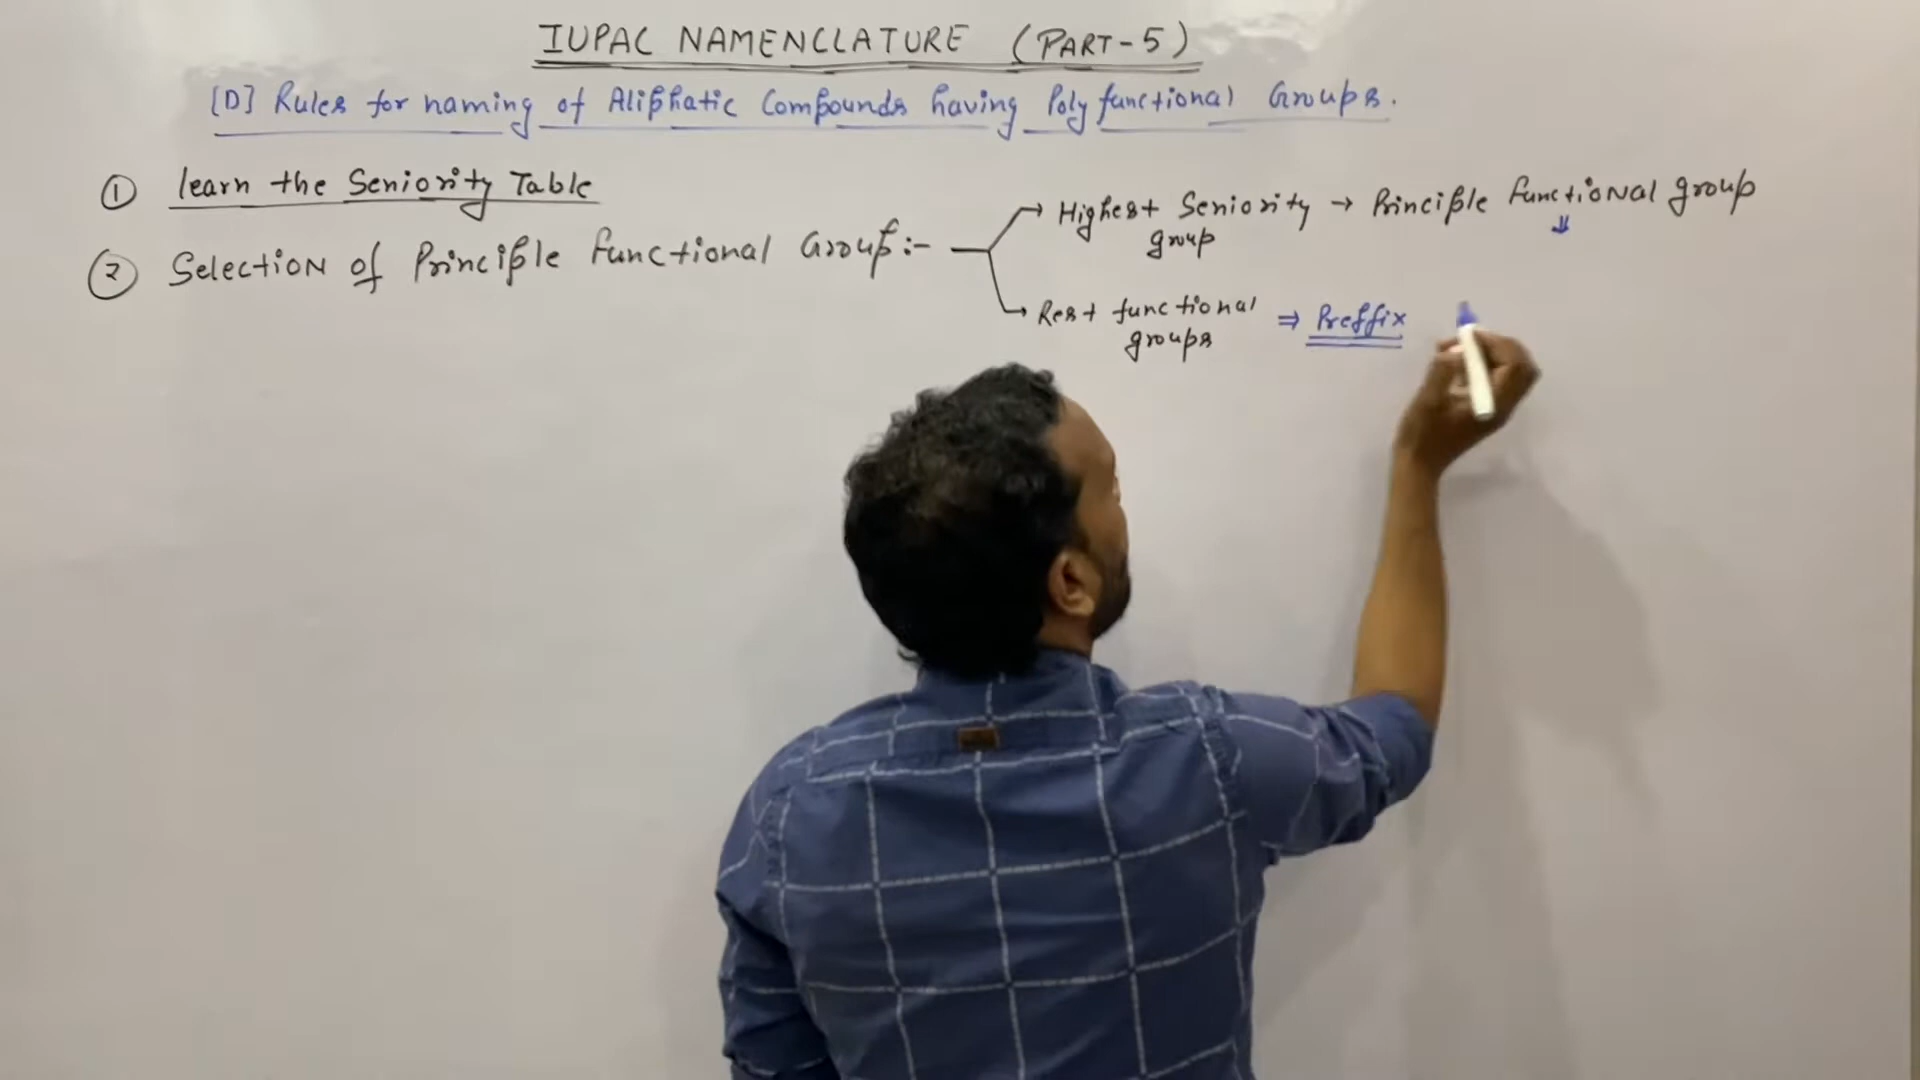 IUPAC NAMENCLATURE (PART-5)
[D] Rules for naming of Aliphatic Compounds having Poly functional Groups.
① learn the Seniority Table
② Selection of Principle functional Group:-
Highest Seniority group → Principle functional group
Rest functional groups ⇒ Preffix